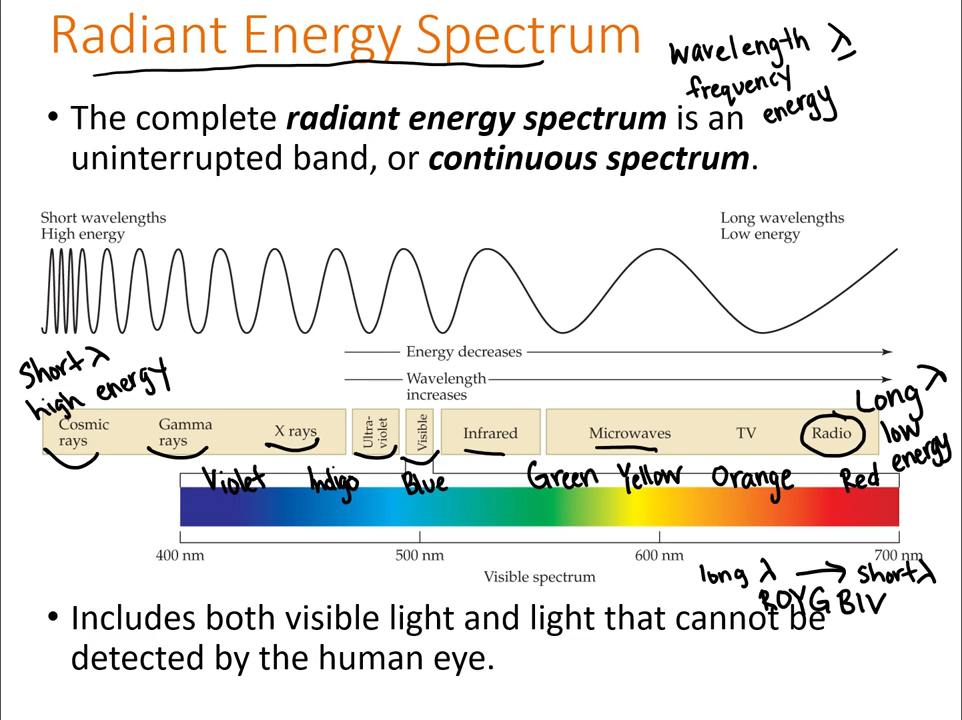 Radiant Energy Spectrum
wavelength λ
frequency
energy
• The complete radiant energy spectrum is an
uninterrupted band, or continuous spectrum.
Short wavelengths
High energy
Long wavelengths
Low energy
Energy decreases
Wavelength
increases
Short λ
high energy
Long λ
low
energy
Cosmic
rays
Gamma
rays
X rays
Ultra-
violet
Visible
Infrared
Microwaves
TV
Radio
Violet Indigo Blue Green Yellow Orange Red
400 nm 500 nm 600 nm 700 nm
Visible spectrum
long λ → short λ
ROYGBIV
• Includes both visible light and light that cannot be
detected by the human eye.